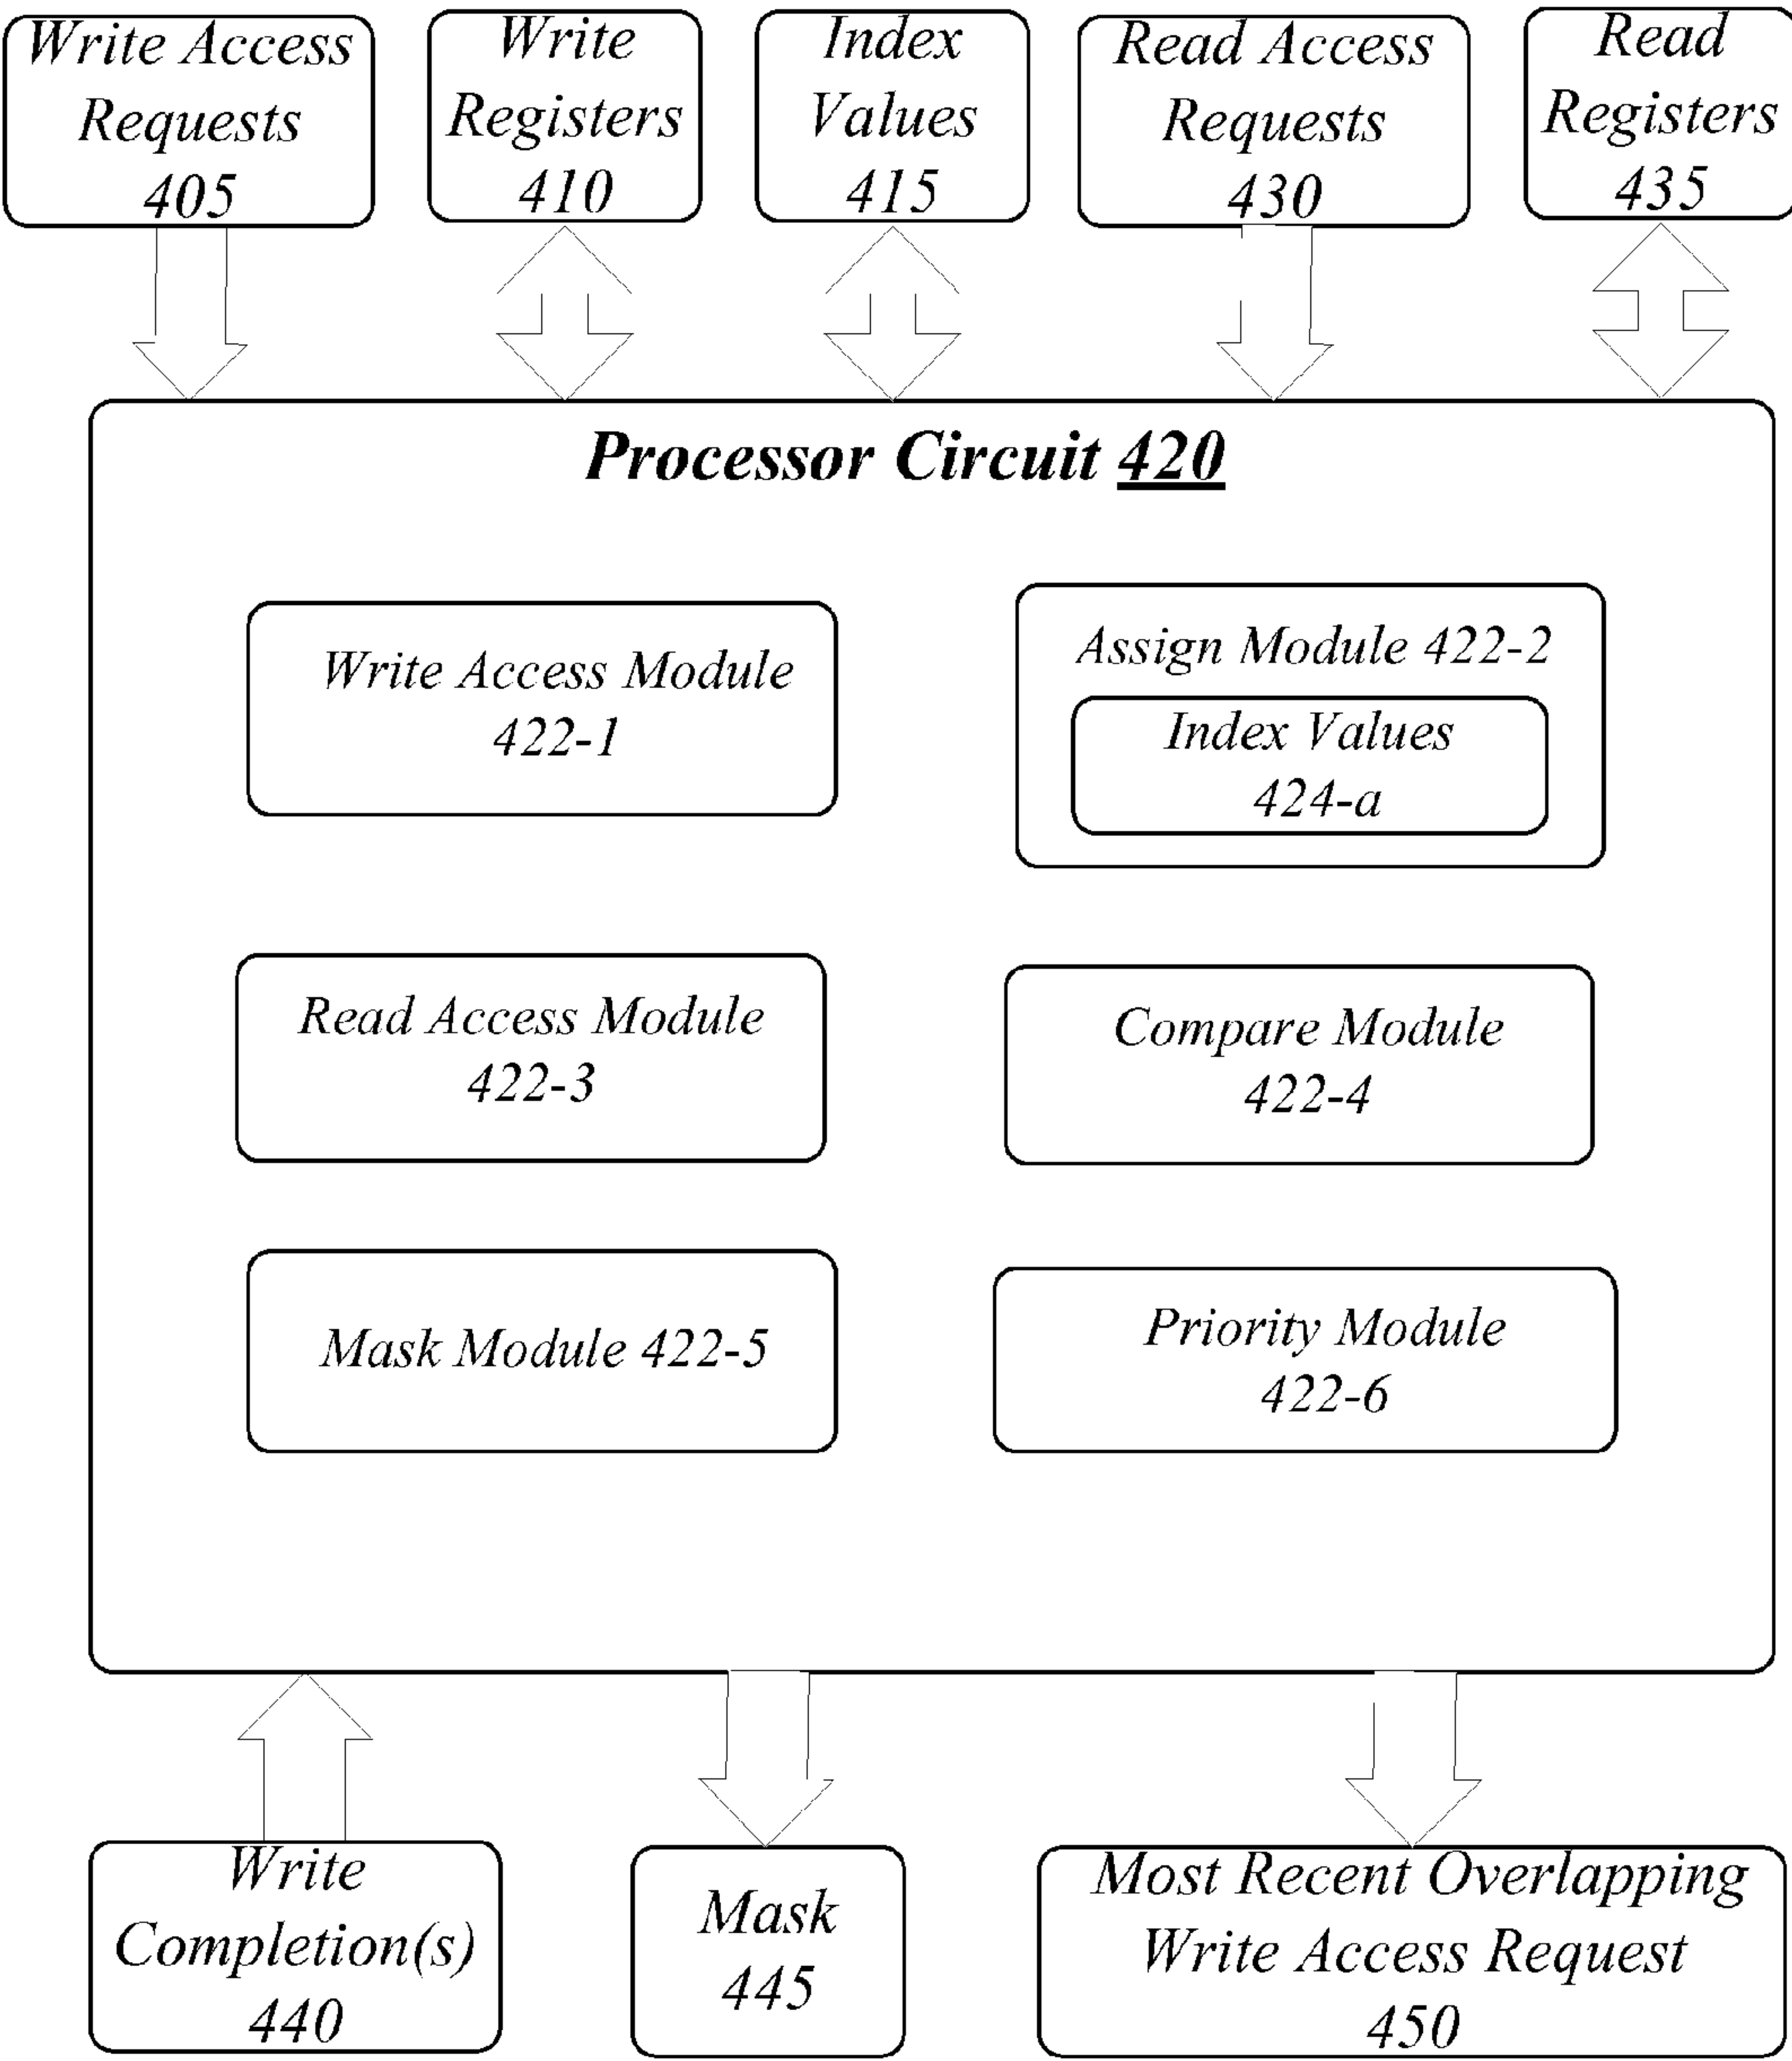 Write Access
Requests
405
Write
Registers
410
Index
Values
415
Read Access
Requests
430
Read
Registers
435
Processor Circuit 420
Write Access Module
422-1
Assign Module 422-2
Index Values
424-a
Read Access Module
422-3
Compare Module
422-4
Mask Module 422-5
Priority Module
422-6
Write
Completion(s)
440
Mask
445
Most Recent Overlapping
Write Access Request
450